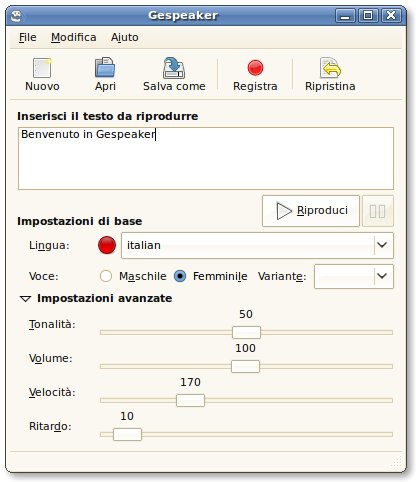 Gespeaker
File Modifica Aiuto
Nuovo Apri Salva come Registra Ripristina
Inserisci il testo da riprodurre
Benvenuto in Gespeaker
Riproduci
Impostazioni di base
Lingua: italian
Voce: Maschile Femminile Variante:
Impostazioni avanzate
50
Tonalità:
100
Volume:
170
Velocità:
10
Ritardo: